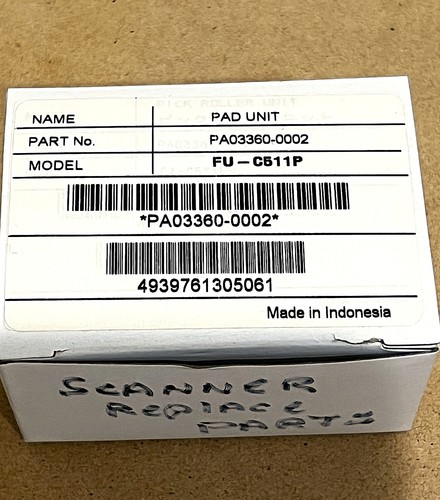 NAME PAD UNIT
PART No. PA03360-0002
MODEL FU-C511P
*PA03360-0002*
4939761305061
Made in Indonesia
SCANNER
REPlACE
PARTS